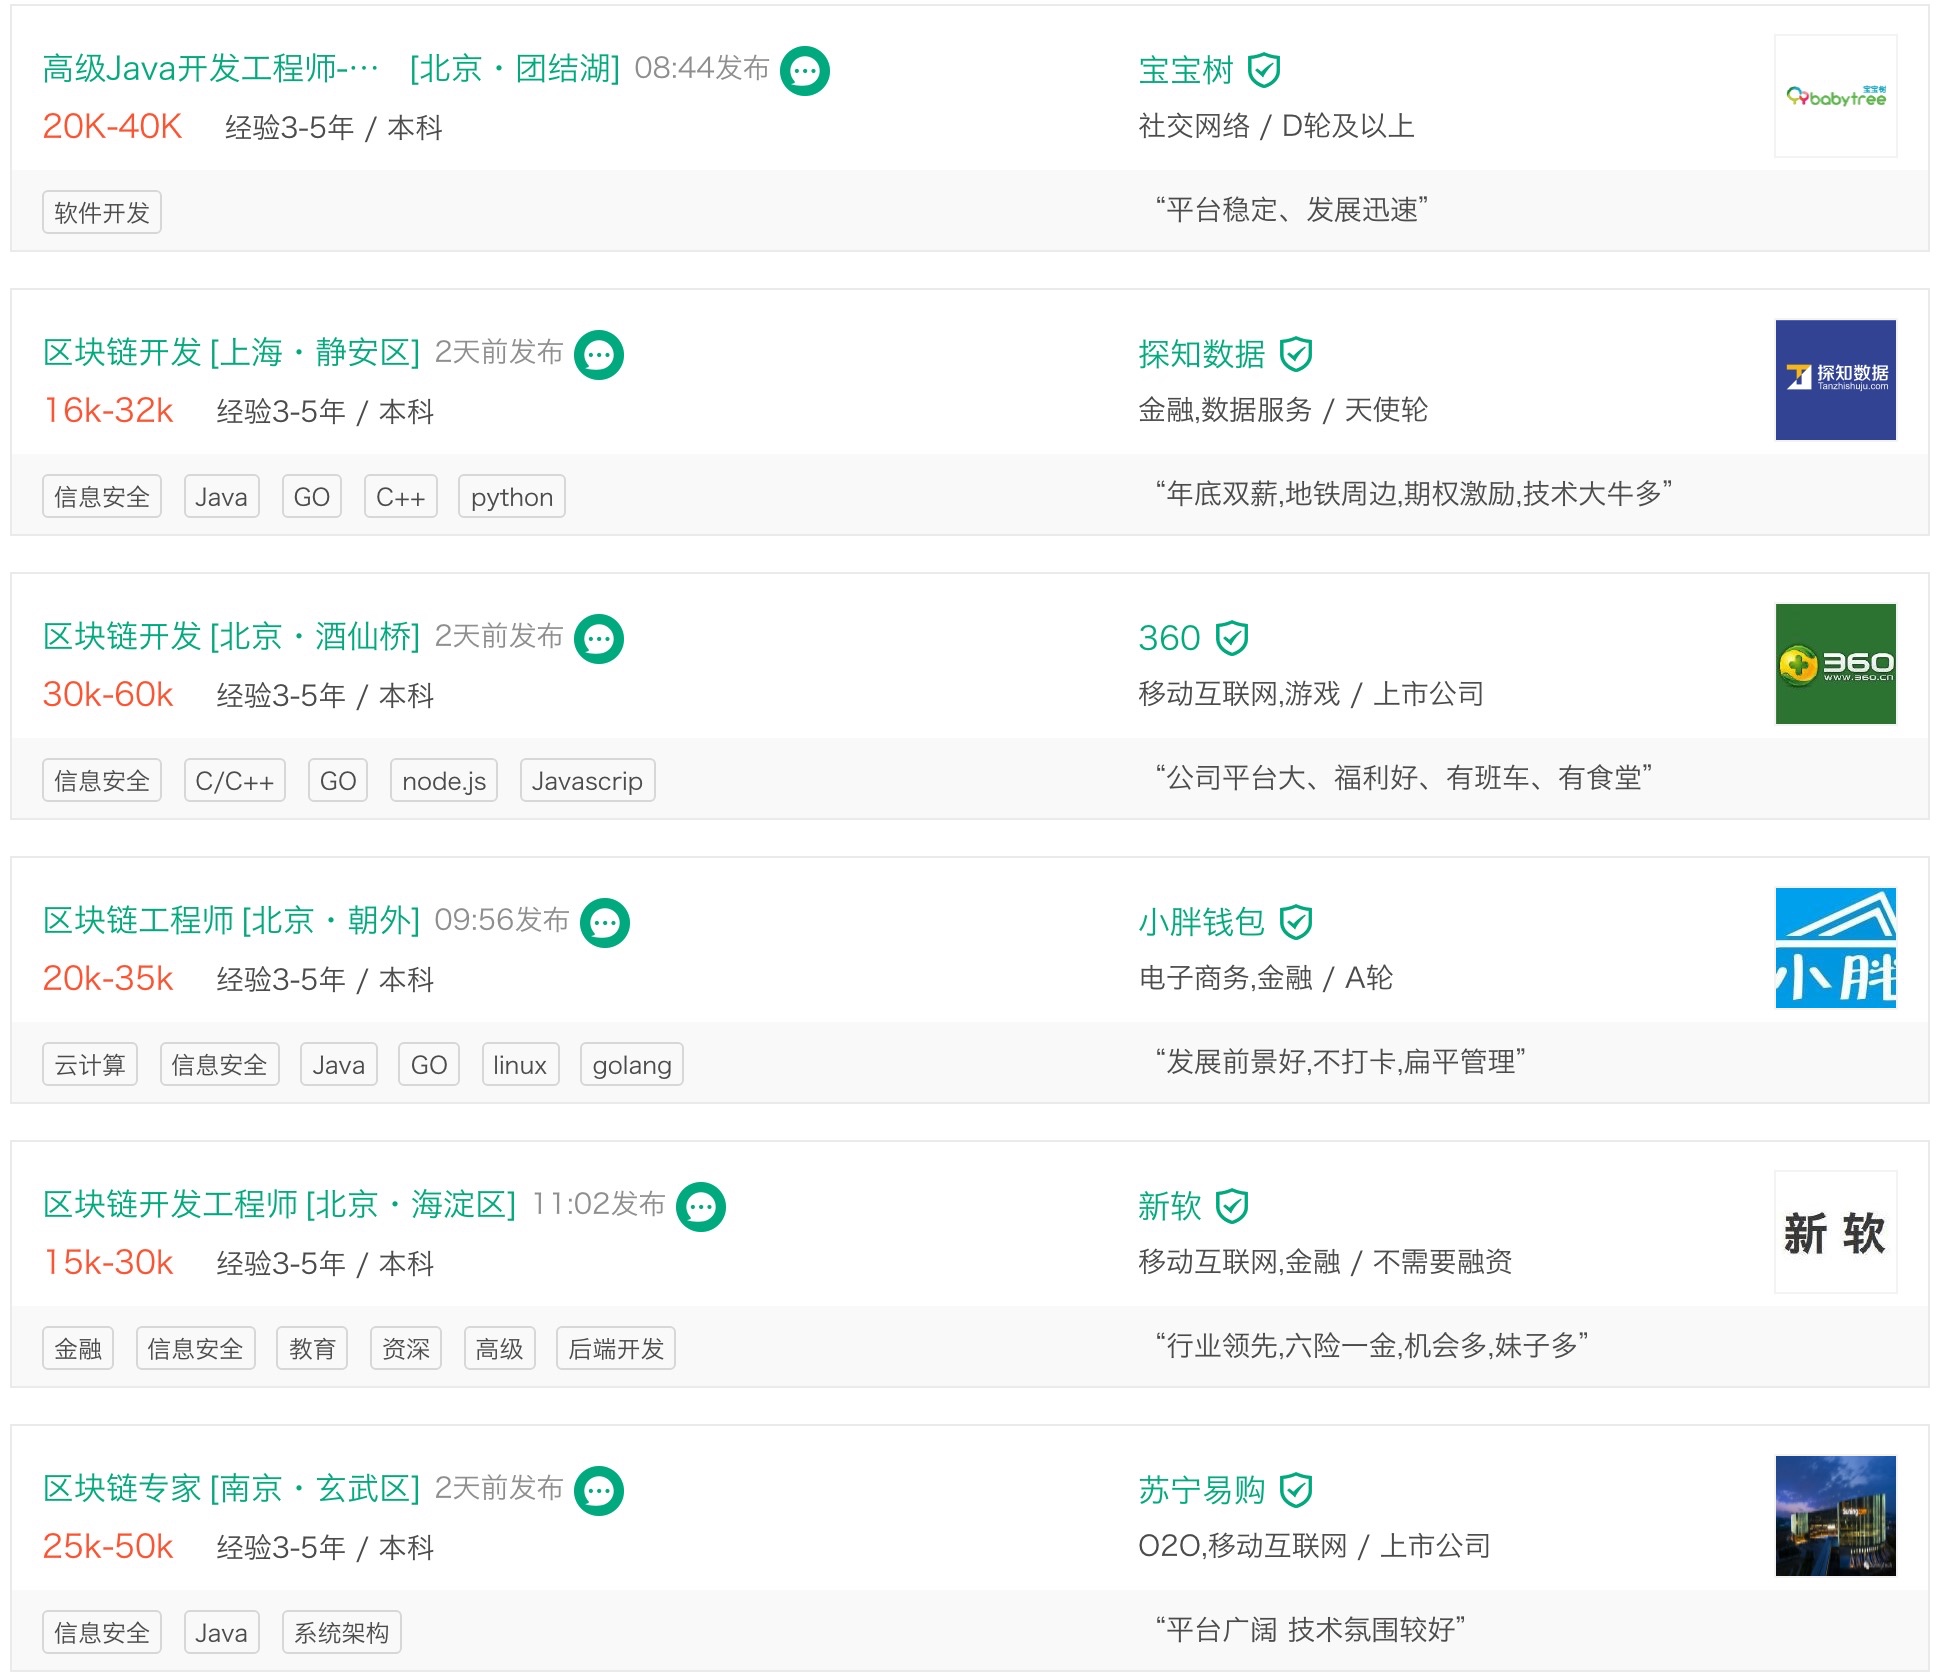 高级Java开发工程师-··· [北京·团结湖] 08:44发布
20K-40K 经验3-5年 / 本科
软件开发
宝宝树
社交网络 / D轮及以上
“平台稳定、发展迅速”
宝宝树
babytree
区块链开发 [上海·静安区] 2天前发布
16k-32k 经验3-5年 / 本科
信息安全 Java GO C++ python
探知数据
金融,数据服务 / 天使轮
“年底双薪,地铁周边,期权激励,技术大牛多”
探知数据
Tanzhishuju.com
区块链开发 [北京·酒仙桥] 2天前发布
30k-60k 经验3-5年 / 本科
信息安全 C/C++ GO node.js Javascrip
360
移动互联网,游戏 / 上市公司
“公司平台大、福利好、有班车、有食堂”
360
www.360.cn
区块链工程师 [北京·朝外] 09:56发布
20k-35k 经验3-5年 / 本科
云计算 信息安全 Java GO linux golang
小胖钱包
电子商务,金融 / A轮
“发展前景好,不打卡,扁平管理”
小胖
区块链开发工程师 [北京·海淀区] 11:02发布
15k-30k 经验3-5年 / 本科
金融 信息安全 教育 资深 高级 后端开发
新软
移动互联网,金融 / 不需要融资
“行业领先,六险一金,机会多,妹子多”
新 软
区块链专家 [南京·玄武区] 2天前发布
25k-50k 经验3-5年 / 本科
信息安全 Java 系统架构
苏宁易购
O2O,移动互联网 / 上市公司
“平台广阔 技术氛围较好”